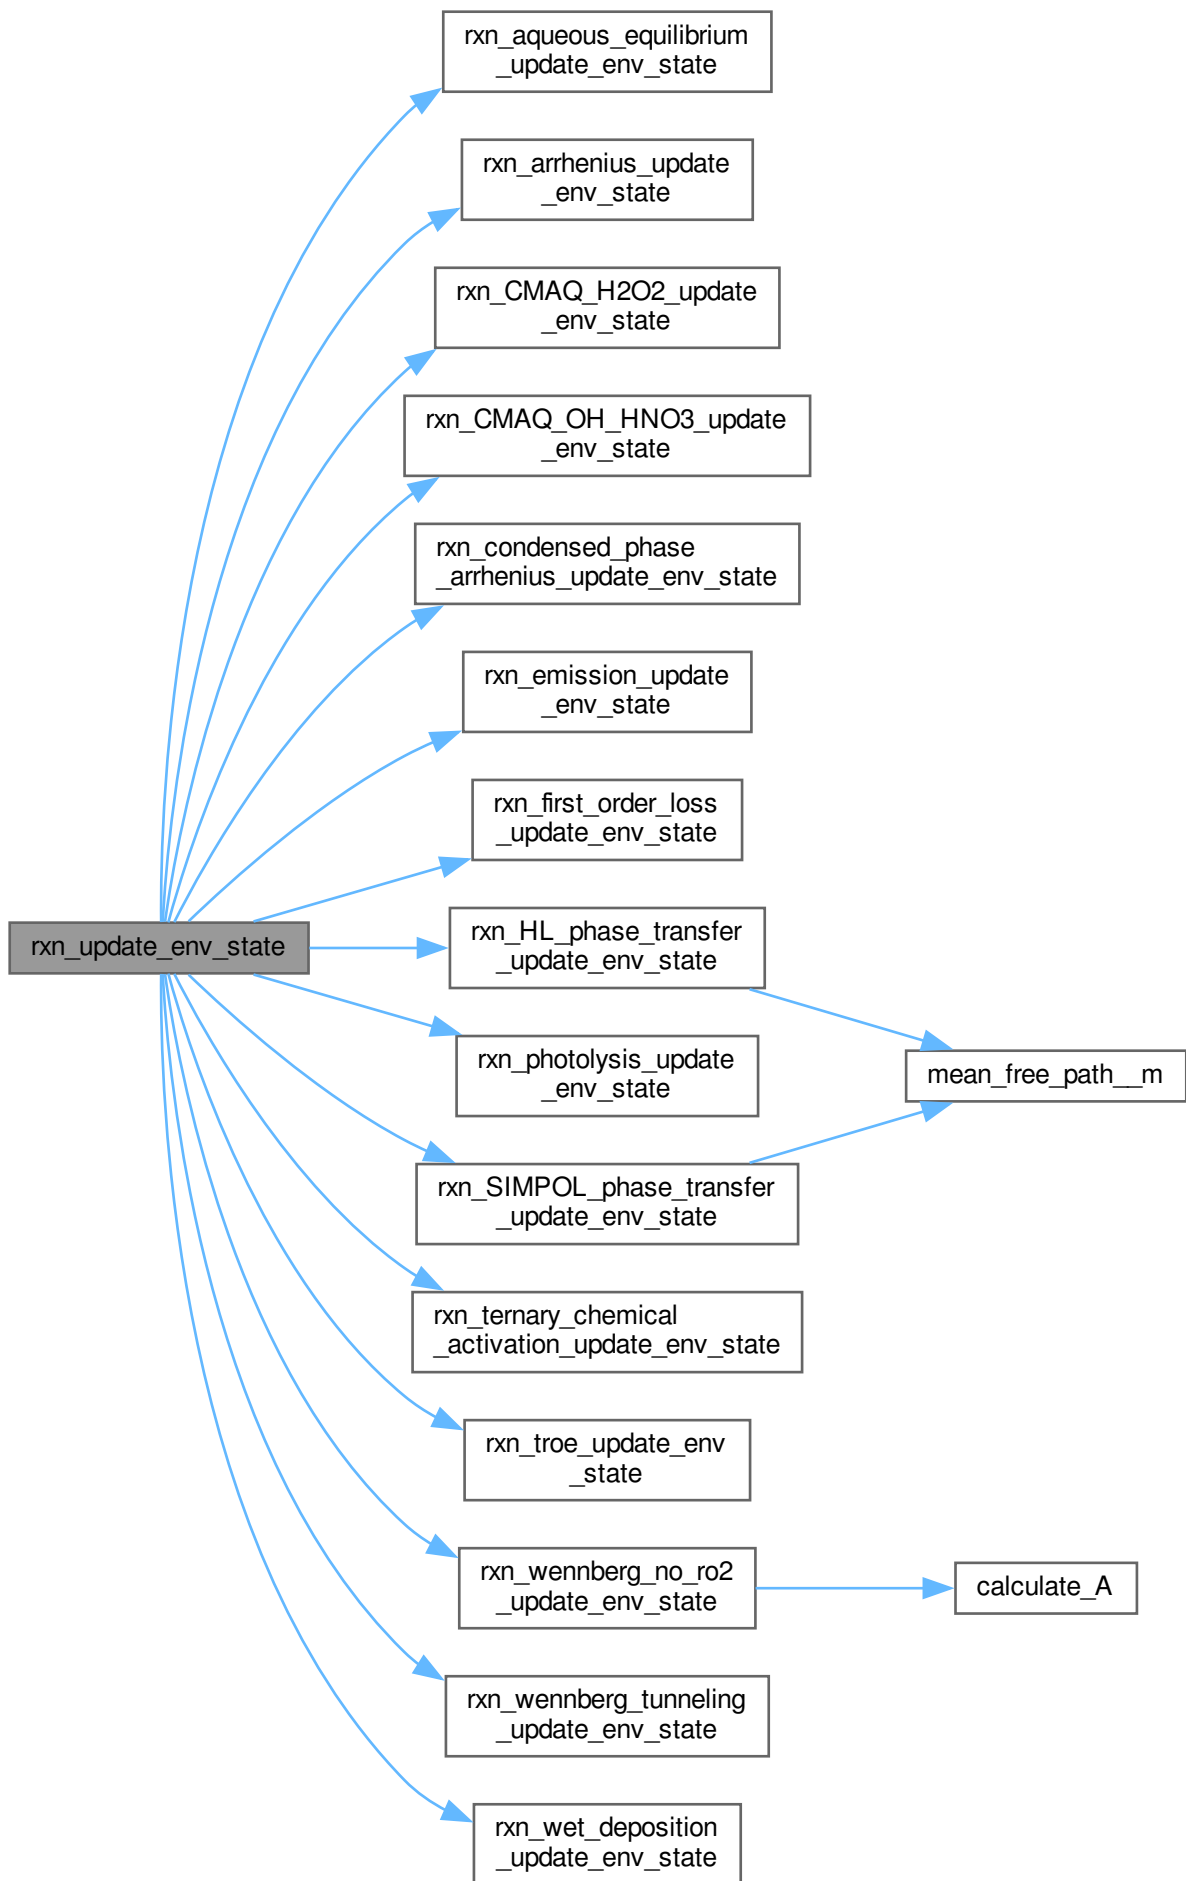 rxn_aqueous_equilibrium
_update_env_state
rxn_arrhenius_update
_env_state
rxn_CMAQ_H2O2_update
_env_state
rxn_CMAQ_OH_HNO3_update
_env_state
rxn_condensed_phase
_arrhenius_update_env_state
rxn_emission_update
_env_state
rxn_first_order_loss
_update_env_state
rxn_update_env_state
rxn_HL_phase_transfer
_update_env_state
rxn_photolysis_update
_env_state
mean_free_path__m
rxn_SIMPOL_phase_transfer
_update_env_state
rxn_ternary_chemical
_activation_update_env_state
rxn_troe_update_env
_state
rxn_wennberg_no_ro2
_update_env_state
calculate_A
rxn_wennberg_tunneling
_update_env_state
rxn_wet_deposition
_update_env_state